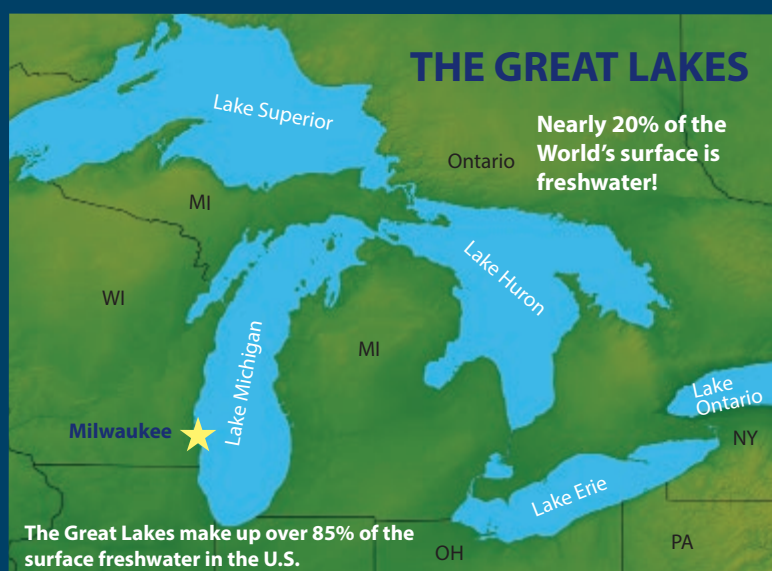 THE GREAT LAKES
Nearly 20% of the
World's surface is
freshwater!
Lake Superior
Ontario
MI
Lake Huron
WI
MI
Lake Michigan
Lake
Ontario
Milwaukee
NY
Lake Erie
The Great Lakes make up over 85% of the
surface freshwater in the U.S.
OH
PA